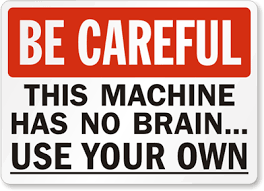 BE CAREFUL
THIS MACHINE
HAS NO BRAIN...
USE YOUR OWN